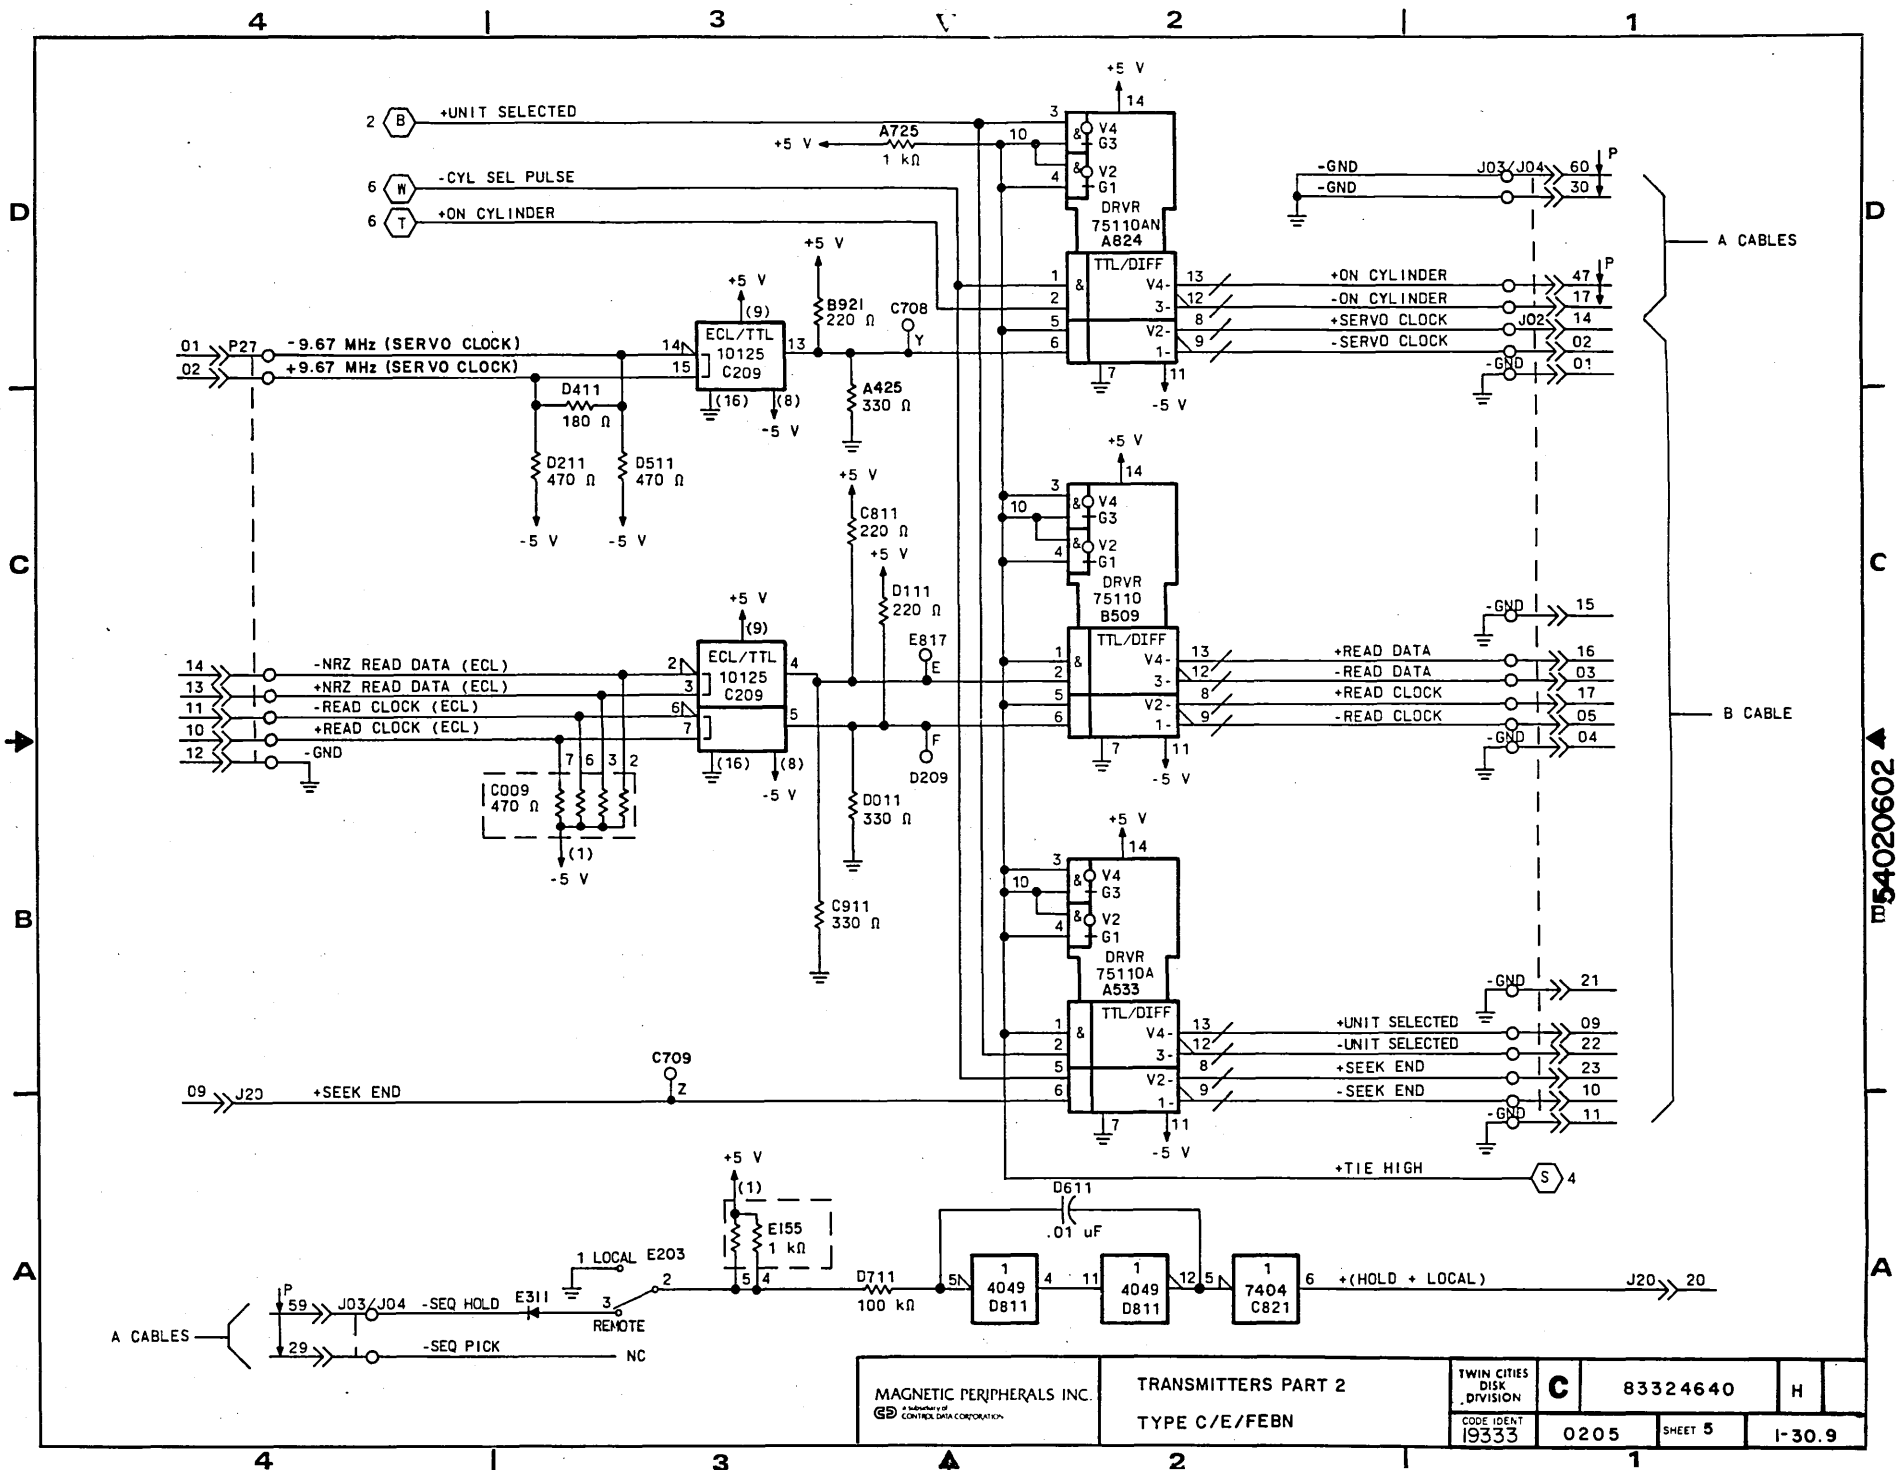 4 3 2 1
+5 V
14
2 B +UNIT SELECTED
3
V4
&
G3
10
A725
+5 V
1 kΩ
&
V2
4
G1
6 W -CYL SEL PULSE
6 T +ON CYLINDER
DRVR
75110AN
A824
-GND J03/J04 60 P
-GND 30
D D
A CABLES
+5 V
B921
220 Ω
C708
Y
TTL/DIFF
1 & V4- 13 +ON CYLINDER 47 P
2 3- 12 -ON CYLINDER 17
5 V2- 8 +SERVO CLOCK J02 14
6 1- 9 -SERVO CLOCK 02
-GND 01
7 11
-5 V
+5 V
(9)
ECL/TTL
10125
C209
14 13
15
(16) (8)
-5 V
01 P27 -9.67 MHz (SERVO CLOCK)
02 +9.67 MHz (SERVO CLOCK)
D411
180 Ω
A425
330 Ω
D211
470 Ω
D511
470 Ω
-5 V -5 V
+5 V
C811
220 Ω
+5 V
D111
220 Ω
E817
E
+5 V
14
3 & V4
10 G3
& V2
4 G1
DRVR
75110
B509
C C
-GND 15
TTL/DIFF
1 & V4- 13 +READ DATA 16
2 3- 12 -READ DATA 03
5 V2- 8 +READ CLOCK 17
6 1- 9 -READ CLOCK 05
-GND 04
7 11
-5 V
B CABLE
+5 V
(9)
ECL/TTL
10125
C209
2 4
3
6 5
7
(16) (8)
-5 V
14 -NRZ READ DATA (ECL)
13 +NRZ READ DATA (ECL)
11 -READ CLOCK (ECL)
10 +READ CLOCK (ECL)
12 -GND
7 6 3 2
C009
470 Ω
(1)
-5 V
F
D209
D011
330 Ω
C911
330 Ω
+5 V
14
3 & V4
10 G3
& V2
4 G1
DRVR
75110A
A533
B
54020602
-GND 21
TTL/DIFF
1 & V4- 13 +UNIT SELECTED 09
2 3- 12 -UNIT SELECTED 22
5 V2- 8 +SEEK END 23
6 1- 9 -SEEK END 10
-GND 11
7 11
-5 V
C709
Z
09 J20 +SEEK END
+TIE HIGH S 4
+5 V
(1)
E155
1 kΩ
5 4
D611
.01 uF
A A
1 LOCAL E203
2
3
REMOTE
D711
100 kΩ
5 1
4049
D811
4 11 1
4049
D811
12 5 1
7404
C821
6 +(HOLD + LOCAL) J20 20
P
59 J03/J04 -SEQ HOLD E311
A CABLES
29 -SEQ PICK NC
MAGNETIC PERIPHERALS INC.
a subsidiary of
CONTROL DATA CORPORATION
TRANSMITTERS PART 2
TYPE C/E/FEBN
TWIN CITIES
DISK
DIVISION
C 83324640 H
CODE IDENT
19333
0205 SHEET 5 1-30.9
4 3 2 1